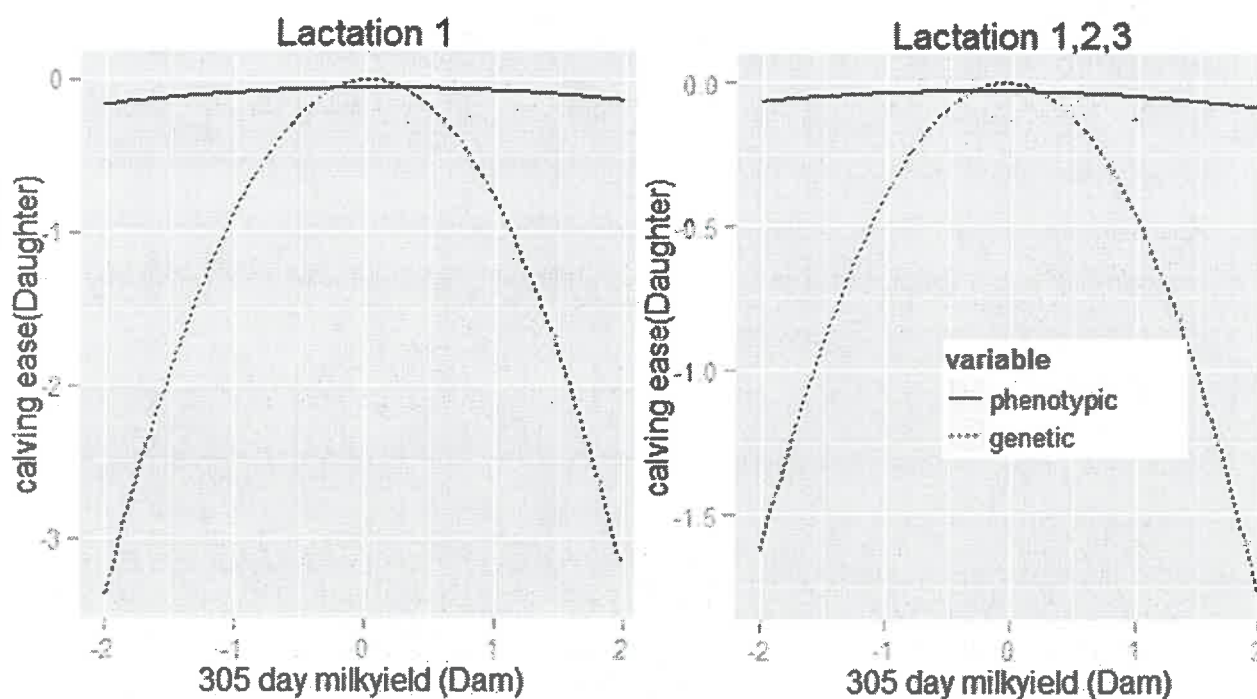 Lactation 1
0
-1
-2
-3
calving ease(Daughter)
-2
-1
0
1
2
305 day milkyield (Dam)
Lactation 1,2,3
0.0
-0.5
-1.0
-1.5
calving ease(Daughter)
variable
phenotypic
genetic
-2
-1
0
1
2
305 day milkyield (Dam)